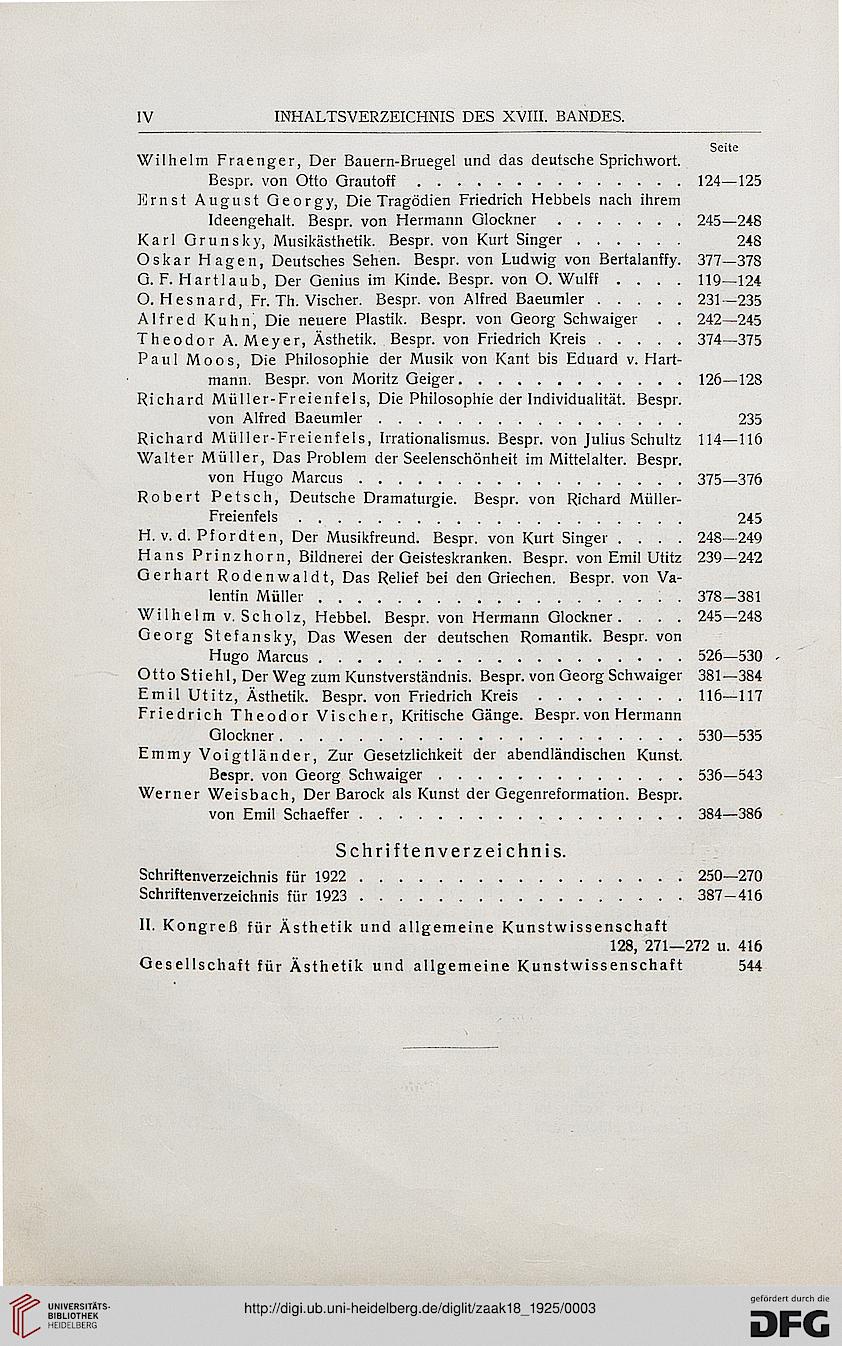 IV INHALTSVERZEICHNIS DES XVIII. BANDES.
Seite
Wilhelm Fraenger, Der Bauern-Bruegel und das deutsche Sprichwort.
Bespr. von Otto Grautoff . . . . . . . . . . . . . . 124—125
Ernst August Georgy, Die Tragödien Friedrich Hebbels nach ihrem
Ideengehalt. Bespr. von Hermann Glockner . . . . . . . 245—248
Karl Grunsky, Musikästhetik. Bespr. von Kurt Singer . . . . . . 248
Oskar Hagen, Deutsches Sehen. Bespr. von Ludwig von Bertalanffy. 377—378
G. F. Hartlaub, Der Genius im Kinde. Bespr. von O. Wulff . . . . 119—124
O. Hesnard, Fr. Th. Vischer. Bespr. von Alfred Baeumler . . . . . 231—235
Alfred Kuhn, Die neuere Plastik. Bespr. von Georg Schwaiger . . 242—245
Theodor A. Meyer, Ästhetik. Bespr. von Friedrich Kreis . . . . . 374—375
Paul Moos, Die Philosophie der Musik von Kant bis Eduard v. Hart-
mann. Bespr. von Moritz Geiger. . . . . . . . . . . . 126—128
Richard Müller-Freienfels, Die Philosophie der Individualität. Bespr.
von Alfred Baeumler . . . . . . . . . . . . . . . . 235
Richard Müller-Freienfels, Irrationalismus. Bespr. von Julius Schultz 114—116
Walter Müller, Das Problem der Seelenschönheit im Mittelalter. Bespr.
von Hugo Marcus . . . . . . . . . . . . . . . . . 375—376
Robert Petsch, Deutsche Dramaturgie. Bespr. von Richard Müller-
Freienfels . . . . . . . . . . . . . . . . . . . . 245
H. v. d. Pfordten, Der Musikfreund. Bespr. von Kurt Singer . . . . 248—249
Hans Prinzhorn, Bildnerei der Geisteskranken. Bespr. von Emil Utitz 239—242
Gerhart Rodenwaldt, Das Relief bei den Griechen. Bespr. von Va-
lentin Müller . . . . . . . . . . . . . . . . . . . 378—381
Wilhelm v. Scholz, Hebbel. Bespr. von Hermann Glockner . . . . 245—248
Georg Stefansky, Das Wesen der deutschen Romantik. Bespr. von
Hugo Marcus . . . . . . . . . . . . . . . . . . . 526—530
Otto Stiehl, Der Weg zum Kunstverständnis. Bespr. von Georg Schwaiger 381—384
Emil Utitz, Ästhetik. Bespr. von Friedrich Kreis . . . . . . . . 116—117
Friedrich Theodor Vischer, Kritische Gänge. Bespr. von Hermann
Glockner . . . . . . . . . . . . . . . . . . . . . 530—535
Emmy Voigtländer, Zur Gesetzlichkeit der abendländischen Kunst.
Bespr. von Georg Schwaiger . . . . . . . . . . . . . 536—543
Werner Weisbach, Der Barock als Kunst der Gegenreformation. Bespr.
von Emil Schaeffer . . . . . . . . . . . . . . . . . 384—386
Schriftenverzeichnis.
Schriftenverzeichnis für 1922 . . . . . . . . . . . . . . . . . 250—270
Schriftenverzeichnis für 1923 . . . . . . . . . . . . . . . . . 387—416
II. Kongreß für Ästhetik und allgemeine Kunstwissenschaft
128, 271—272 u. 416
Gesellschaft für Ästhetik und allgemeine Kunstwissenschaft 544
UNIVERSITÄTS-
BIBLIOTHEK
HEIDELBERG
http://digi.ub.uni-heidelberg.de/diglit/zaak18_1925/0003
gefördert durch die
DFG